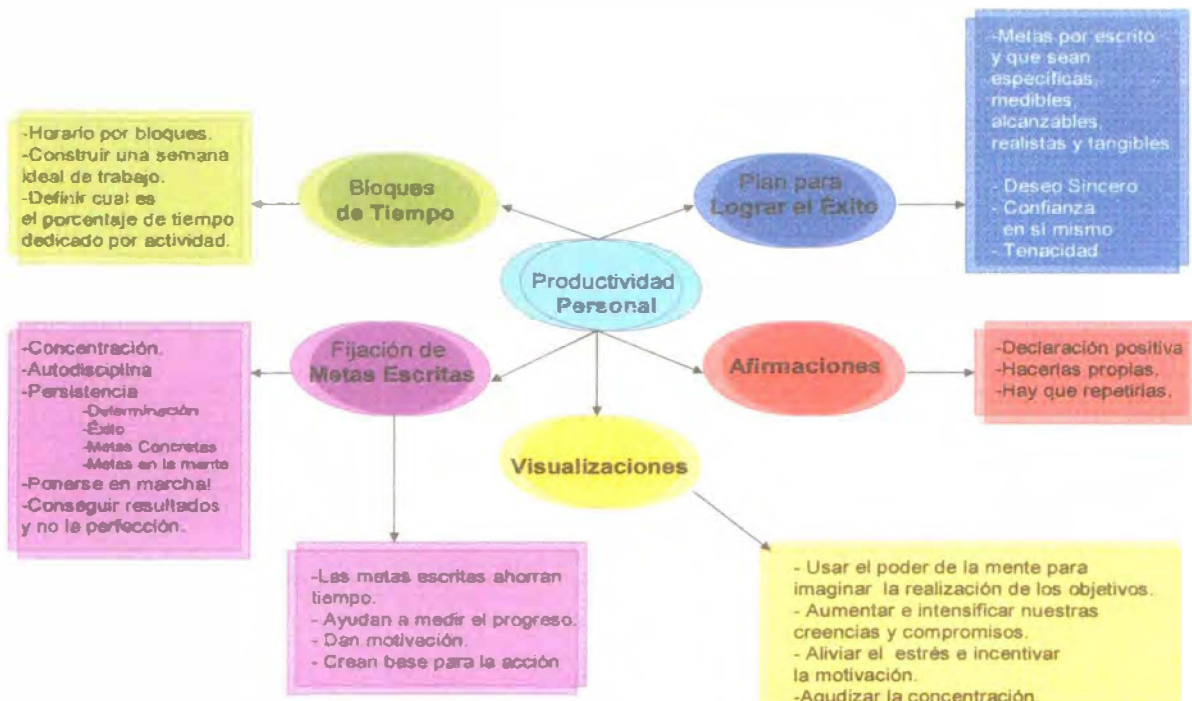 -Metas por escrito
y que sean
específicas,
medibles,
alcanzables,
realistas y tangibles
- Deseo Sincero
- Confianza
en si mismo
- Tenacidad
-Horario por bloques.
-Construir una semana
ideal de trabajo.
-Definir cual es
el porcentaje de tiempo
dedicado por actividad.
Bloques
de Tiempo
Plan para
Lograr el Éxito
Productividad
Personal
-Concentración.
-Autodisciplina
-Persistencia
-Determinación
-Éxito
-Metas Concretas
-Metas en la mente
-Ponerse en marcha!
-Conseguir resultados
y no la perfección.
Fijación de
Metas Escritas
Afirmaciones
-Declaración positiva
-Hacerlas propias.
-Hay que repetirlas.
Visualizaciones
-Las metas escritas ahorran
tiempo.
- Ayudan a medir el progreso.
- Dan motivación.
- Crean base para la acción
- Usar el poder de la mente para
imaginar la realización de los objetivos.
- Aumentar e intensificar nuestras
creencias y compromisos.
- Aliviar el estrés e incentivar
la motivación.
-Agudizar la concentración.